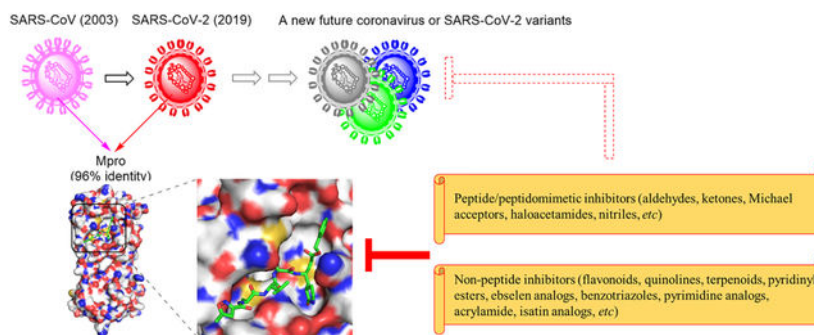 SARS-CoV (2003)
SARS-CoV-2 (2019)
A new future coronavirus or SARS-CoV-2 variants
Mpro
(96% identity)
Peptide/peptidomimetic inhibitors (aldehydes, ketones, Michael
acceptors, haloacetamides, nitriles, etc)
Non-peptide inhibitors (flavonoids, quinolines, terpenoids, pyridinyl
esters, ebselen analogs, benzotriazoles, pyrimidine analogs,
acrylamide, isatin analogs, etc)